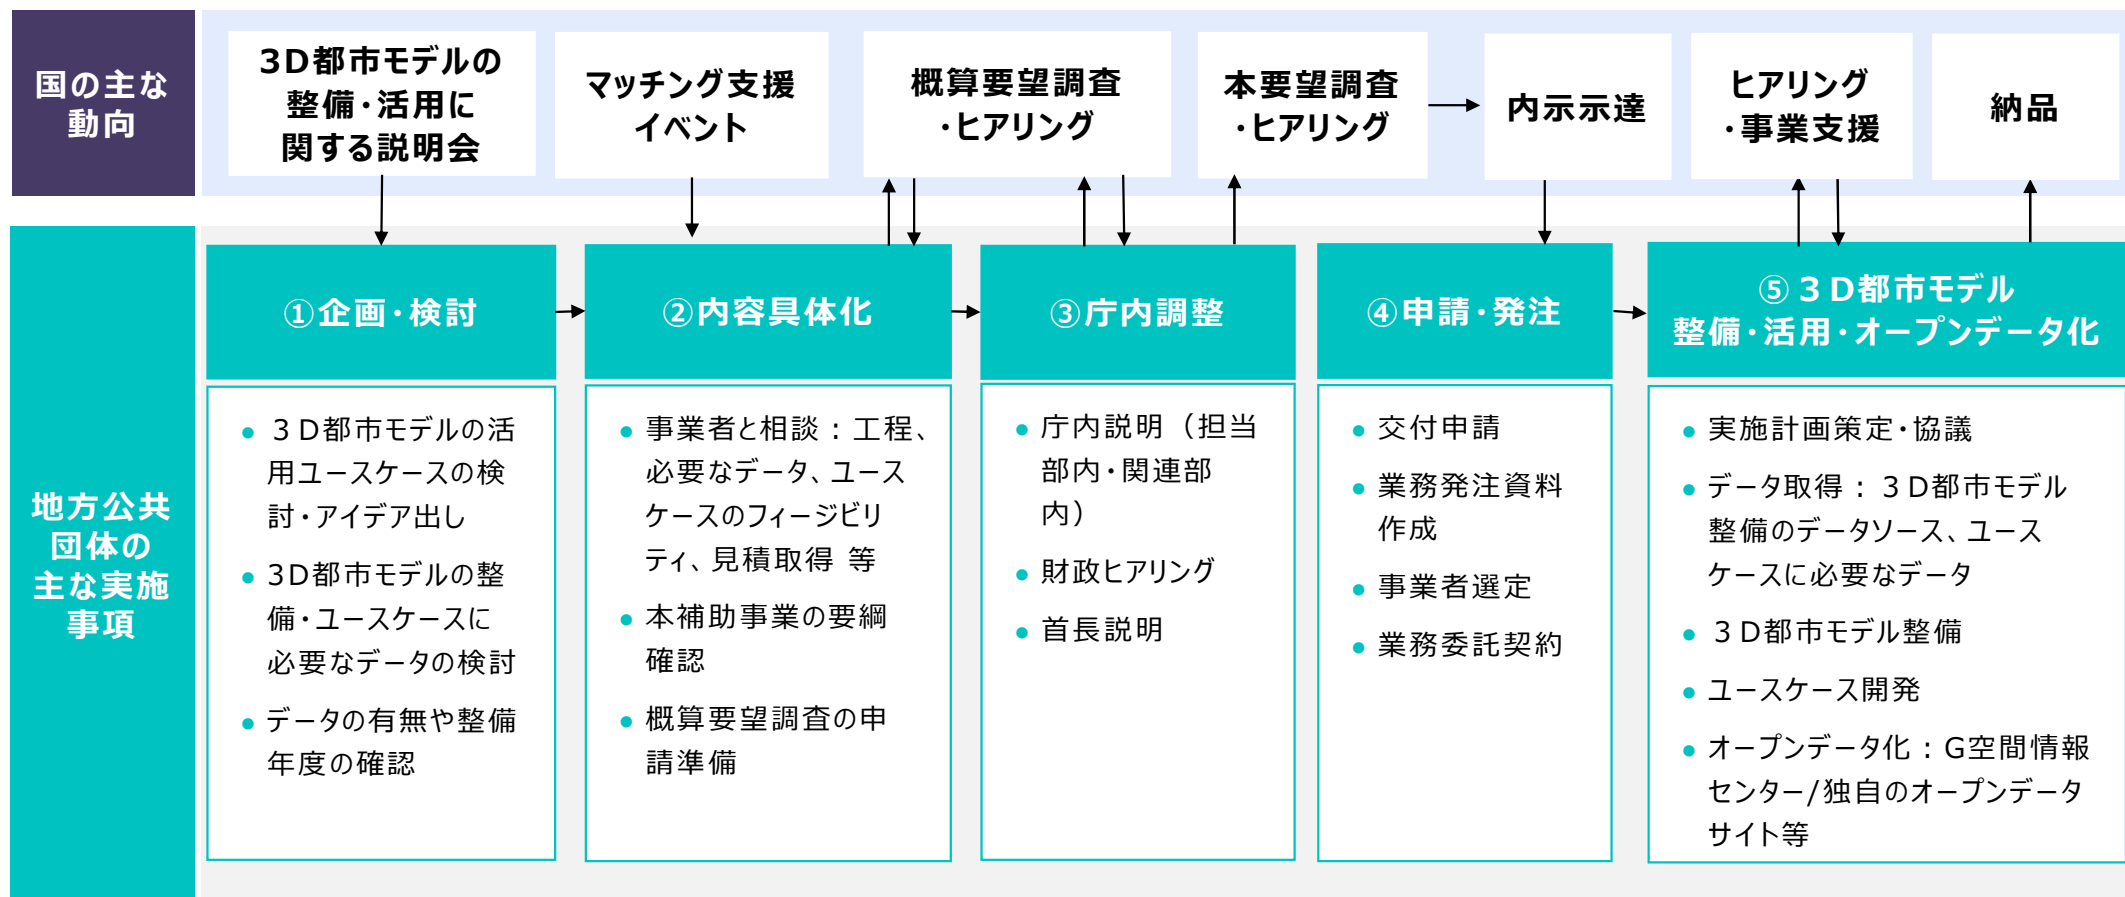 国の主な
動向
3D都市モデルの
整備・活用に
関する説明会
マッチング支援
イベント
概算要望調査
・ヒアリング
本要望調査
・ヒアリング
内示示達
ヒアリング
・事業支援
納品
地方公共
団体の
主な実施
事項
①企画・検討
3D都市モデルの活
用ユースケースの検
討・アイデア出し
3D都市モデルの整
備・ユースケースに
必要なデータの検討
データの有無や整備
年度の確認
②内容具体化
事業者と相談：工程、
必要なデータ、ユース
ケースのフィージビリ
ティ、見積取得 等
本補助事業の要綱
確認
概算要望調査の申
請準備
③庁内調整
庁内説明（担当
部内・関連部
内）
財政ヒアリング
首長説明
④申請・発注
交付申請
業務発注資料
作成
事業者選定
業務委託契約
⑤３D都市モデル
整備・活用・オープンデータ化
実施計画策定・協議
データ取得：３D都市モデル
整備のデータソース、ユース
ケースに必要なデータ
３D都市モデル整備
ユースケース開発
オープンデータ化：G空間情報
センター/独自のオープンデータ
サイト等